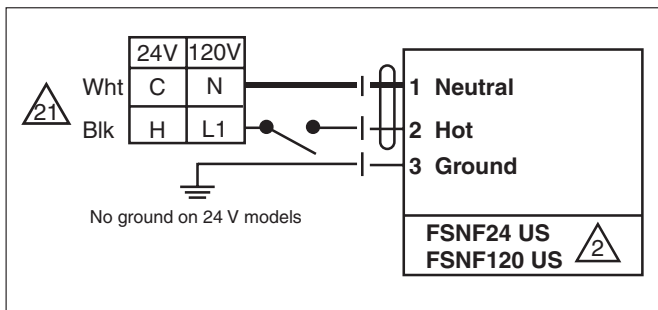 24V 120V
Wht C N 1 Neutral
21
Blk H L1 2 Hot
3 Ground
No ground on 24 V models
FSNF24 US
FSNF120 US
2